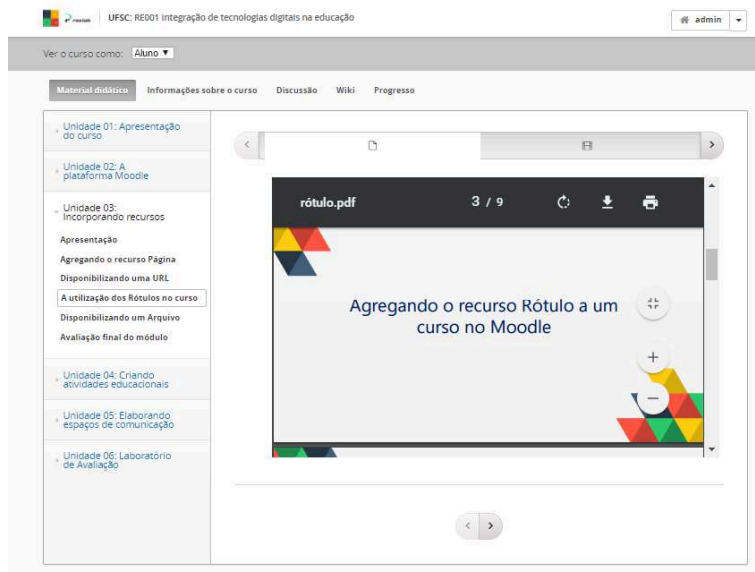 UFSC: RE001 Integração de tecnologias digitais na educação
admin
Ver o curso como: Aluno
Material didático Informações sobre o curso Discussão Wiki Progresso
Unidade 01: Apresentação
do curso
Unidade 02: A
plataforma Moodle
Unidade 03:
Incorporando recursos
Apresentação
Agregando o recurso Página
Disponibilizando uma URL
A utilização dos Rótulos no curso
Disponibilizando um Arquivo
Avaliação final do módulo
Unidade 04: Criando
atividades educacionais
Unidade 05: Elaborando
espaços de comunicação
Unidade 06: Laboratório
de Avaliação
rótulo.pdf 3 / 9
Agregando o recurso Rótulo a um
curso no Moodle